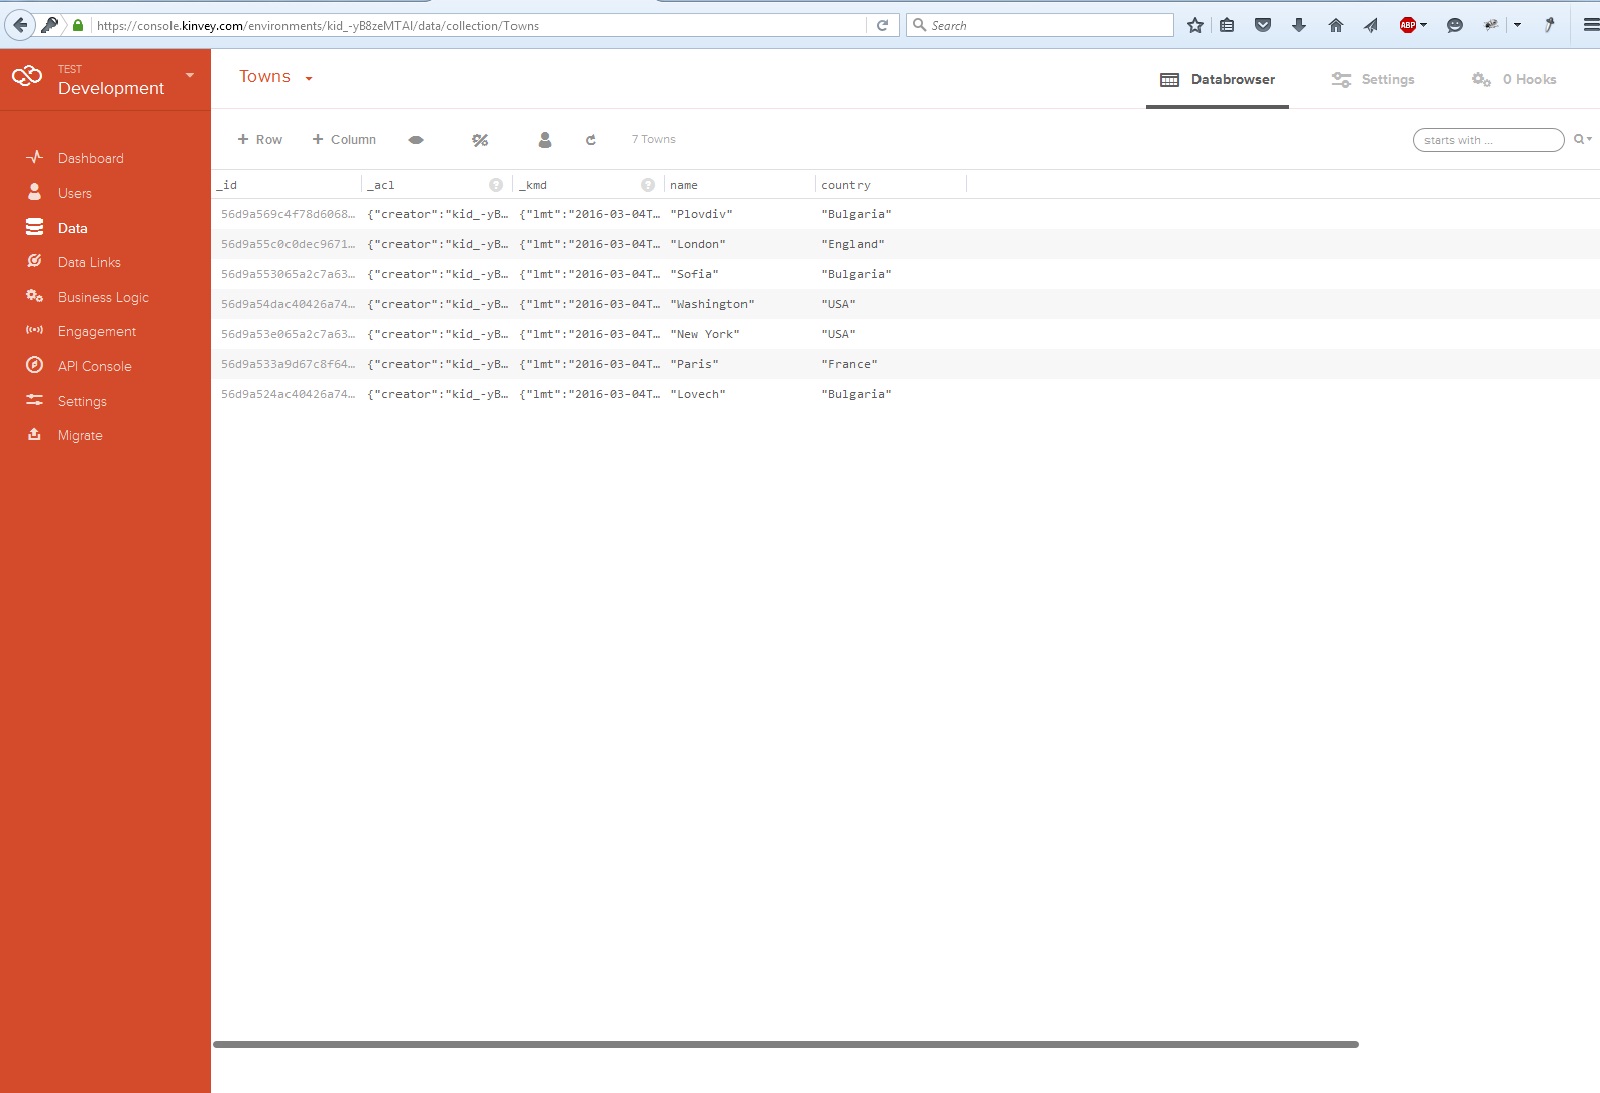 https://console.kinvey.com/environments/kid_-yB8zeMTAI/data/collection/Towns
Search
ABP
TEST
Development
Towns
Databrowser
Settings
0 Hooks
+ Row
+ Column
7 Towns
starts with ...
Dashboard
Users
Data
Data Links
Business Logic
Engagement
API Console
Settings
Migrate
_id _acl ? _kmd ? name country
56d9a569c4f78d6068… {"creator":"kid_-yB… {"lmt":"2016-03-04T… "Plovdiv" "Bulgaria"
56d9a55c0c0dec9671… {"creator":"kid_-yB… {"lmt":"2016-03-04T… "London" "England"
56d9a553065a2c7a63… {"creator":"kid_-yB… {"lmt":"2016-03-04T… "Sofia" "Bulgaria"
56d9a54dac40426a74… {"creator":"kid_-yB… {"lmt":"2016-03-04T… "Washington" "USA"
56d9a53e065a2c7a63… {"creator":"kid_-yB… {"lmt":"2016-03-04T… "New York" "USA"
56d9a533a9d67c8f64… {"creator":"kid_-yB… {"lmt":"2016-03-04T… "Paris" "France"
56d9a524ac40426a74… {"creator":"kid_-yB… {"lmt":"2016-03-04T… "Lovech" "Bulgaria"